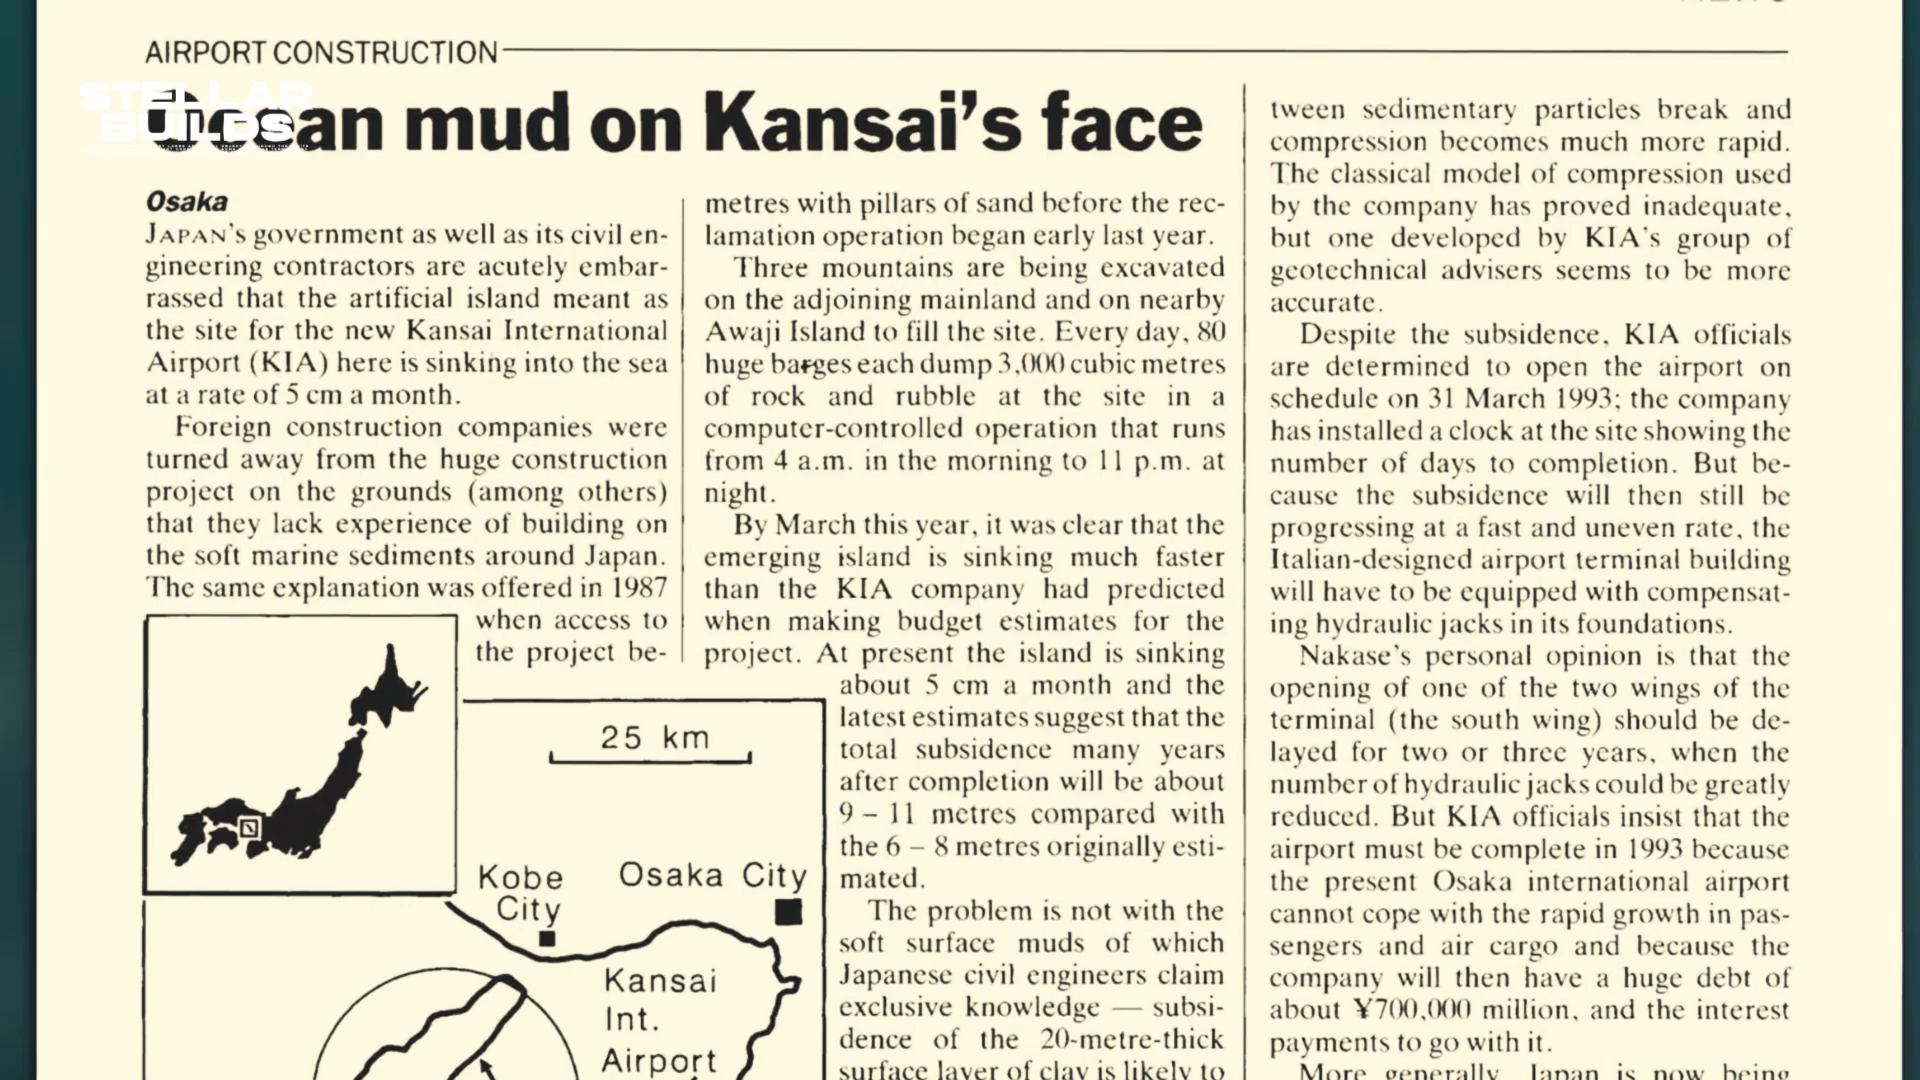 AIRPORT CONSTRUCTION
STELLAR
BUILDS
mud on Kansai's face
Osaka
JAPAN's government as well as its civil en-
gineering contractors are acutely embar-
rassed that the artificial island meant as
the site for the new Kansai International
Airport (KIA) here is sinking into the sea
at a rate of 5 cm a month.
Foreign construction companies were
turned away from the huge construction
project on the grounds (among others)
that they lack experience of building on
the soft marine sediments around Japan.
The same explanation was offered in 1987
when access to
the project be-
25 km
Kobe
City
Osaka City
Kansai
Int.
Airport
metres with pillars of sand before the rec-
lamation operation began early last year.
Three mountains are being excavated
on the adjoining mainland and on nearby
Awaji Island to fill the site. Every day, 80
huge barges each dump 3,000 cubic metres
of rock and rubble at the site in a
computer-controlled operation that runs
from 4 a.m. in the morning to 11 p.m. at
night.
By March this year, it was clear that the
emerging island is sinking much faster
than the KIA company had predicted
when making budget estimates for the
project. At present the island is sinking
about 5 cm a month and the
latest estimates suggest that the
total subsidence many years
after completion will be about
9 – 11 metres compared with
the 6 – 8 metres originally esti-
mated.
The problem is not with the
soft surface muds of which
Japanese civil engineers claim
exclusive knowledge — subsi-
dence of the 20-metre-thick
surface layer of clay is likely to
tween sedimentary particles break and
compression becomes much more rapid.
The classical model of compression used
by the company has proved inadequate,
but one developed by KIA's group of
geotechnical advisers seems to be more
accurate.
Despite the subsidence, KIA officials
are determined to open the airport on
schedule on 31 March 1993; the company
has installed a clock at the site showing the
number of days to completion. But be-
cause the subsidence will then still be
progressing at a fast and uneven rate, the
Italian-designed airport terminal building
will have to be equipped with compensat-
ing hydraulic jacks in its foundations.
Nakase's personal opinion is that the
opening of one of the two wings of the
terminal (the south wing) should be de-
layed for two or three years, when the
number of hydraulic jacks could be greatly
reduced. But KIA officials insist that the
airport must be complete in 1993 because
the present Osaka international airport
cannot cope with the rapid growth in pas-
sengers and air cargo and because the
company will then have a huge debt of
about ¥700,000 million, and the interest
payments to go with it.
More generally, Japan is now being